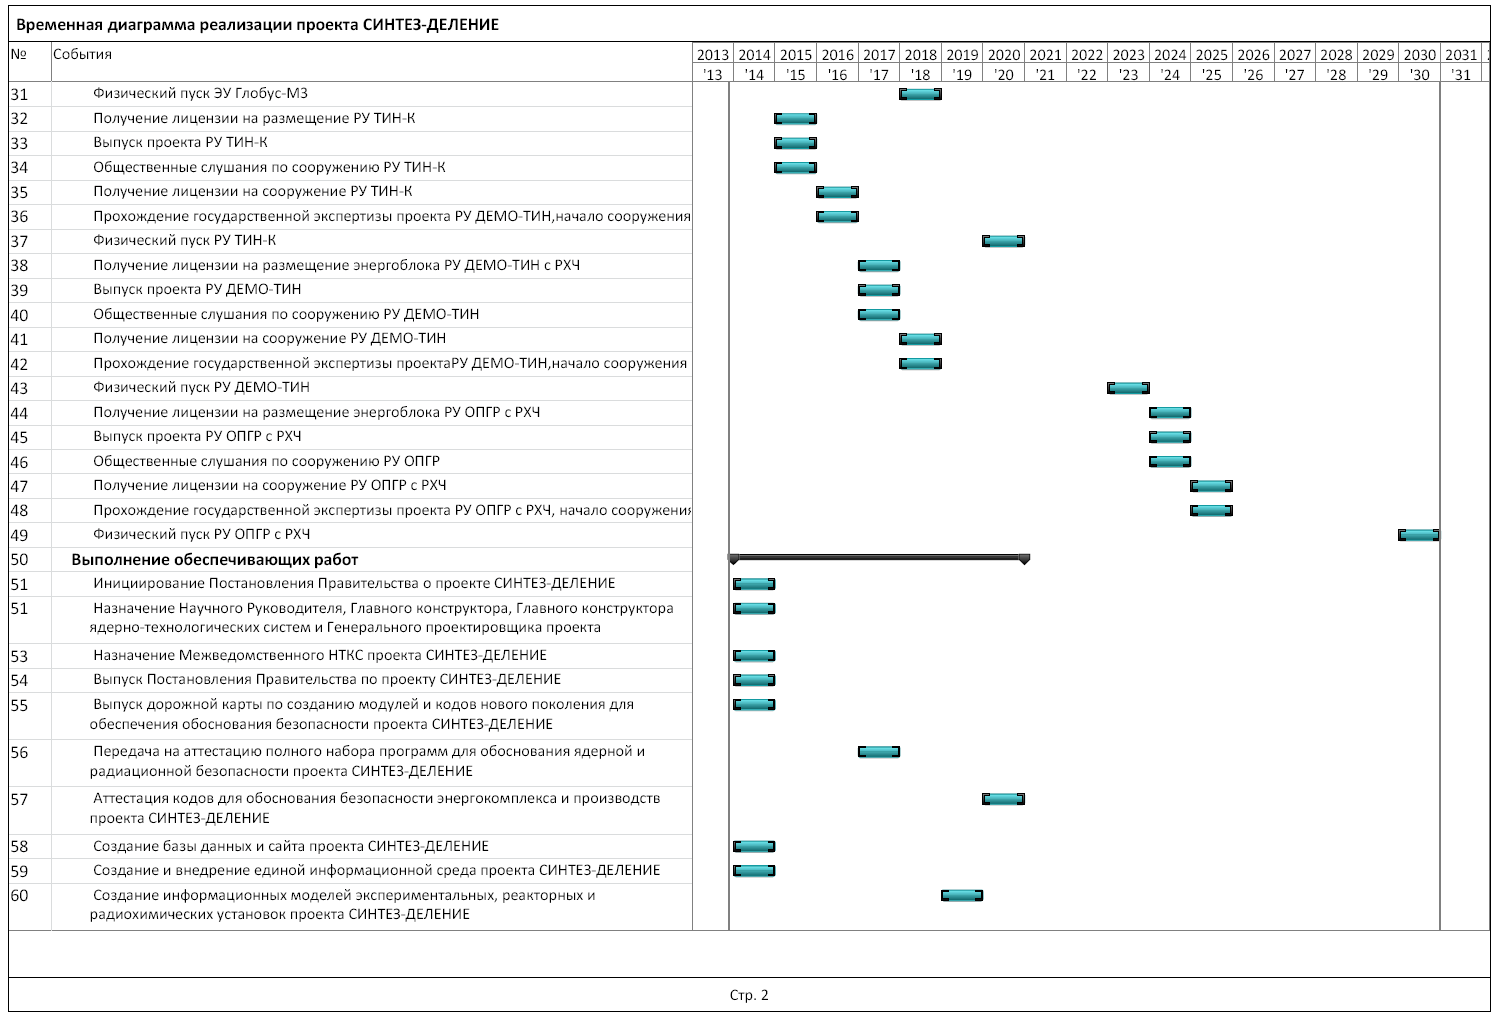 Временная диаграмма реализации проекта СИНТЕЗ-ДЕЛЕНИЕ
№ События 2013 2014 2015 2016 2017 2018 2019 2020 2021 2022 2023 2024 2025 2026 2027 2028 2029 2030 2031
'13 '14 '15 '16 '17 '18 '19 '20 '21 '22 '23 '24 '25 '26 '27 '28 '29 '30 '31
31 Физический пуск ЭУ Глобус-М3
32 Получение лицензии на размещение РУ ТИН-К
33 Выпуск проекта РУ ТИН-К
34 Общественные слушания по сооружению РУ ТИН-К
35 Получение лицензии на сооружение РУ ТИН-К
36 Прохождение государственной экспертизы проекта РУ ДЕМО-ТИН,начало сооружения
37 Физический пуск РУ ТИН-К
38 Получение лицензии на размещение энергоблока РУ ДЕМО-ТИН с РХЧ
39 Выпуск проекта РУ ДЕМО-ТИН
40 Общественные слушания по сооружению РУ ДЕМО-ТИН
41 Получение лицензии на сооружение РУ ДЕМО-ТИН
42 Прохождение государственной экспертизы проектаРУ ДЕМО-ТИН,начало сооружения
43 Физический пуск РУ ДЕМО-ТИН
44 Получение лицензии на размещение энергоблока РУ ОПГР с РХЧ
45 Выпуск проекта РУ ОПГР с РХЧ
46 Общественные слушания по сооружению РУ ОПГР
47 Получение лицензии на сооружение РУ ОПГР с РХЧ
48 Прохождение государственной экспертизы проекта РУ ОПГР с РХЧ, начало сооружения
49 Физический пуск РУ ОПГР с РХЧ
50 Выполнение обеспечивающих работ
51 Инициирование Постановления Правительства о проекте СИНТЕЗ-ДЕЛЕНИЕ
51 Назначение Научного Руководителя, Главного конструктора, Главного конструктора
ядерно-технологических систем и Генерального проектировщика проекта
53 Назначение Межведомственного НТКС проекта СИНТЕЗ-ДЕЛЕНИЕ
54 Выпуск Постановления Правительства по проекту СИНТЕЗ-ДЕЛЕНИЕ
55 Выпуск дорожной карты по созданию модулей и кодов нового поколения для
обеспечения обоснования безопасности проекта СИНТЕЗ-ДЕЛЕНИЕ
56 Передача на аттестацию полного набора программ для обоснования ядерной и
радиационной безопасности проекта СИНТЕЗ-ДЕЛЕНИЕ
57 Аттестация кодов для обоснования безопасности энергокомплекса и производств
проекта СИНТЕЗ-ДЕЛЕНИЕ
58 Создание базы данных и сайта проекта СИНТЕЗ-ДЕЛЕНИЕ
59 Создание и внедрение единой информационной среда проекта СИНТЕЗ-ДЕЛЕНИЕ
60 Создание информационных моделей экспериментальных, реакторных и
радиохимических установок проекта СИНТЕЗ-ДЕЛЕНИЕ
Стр. 2